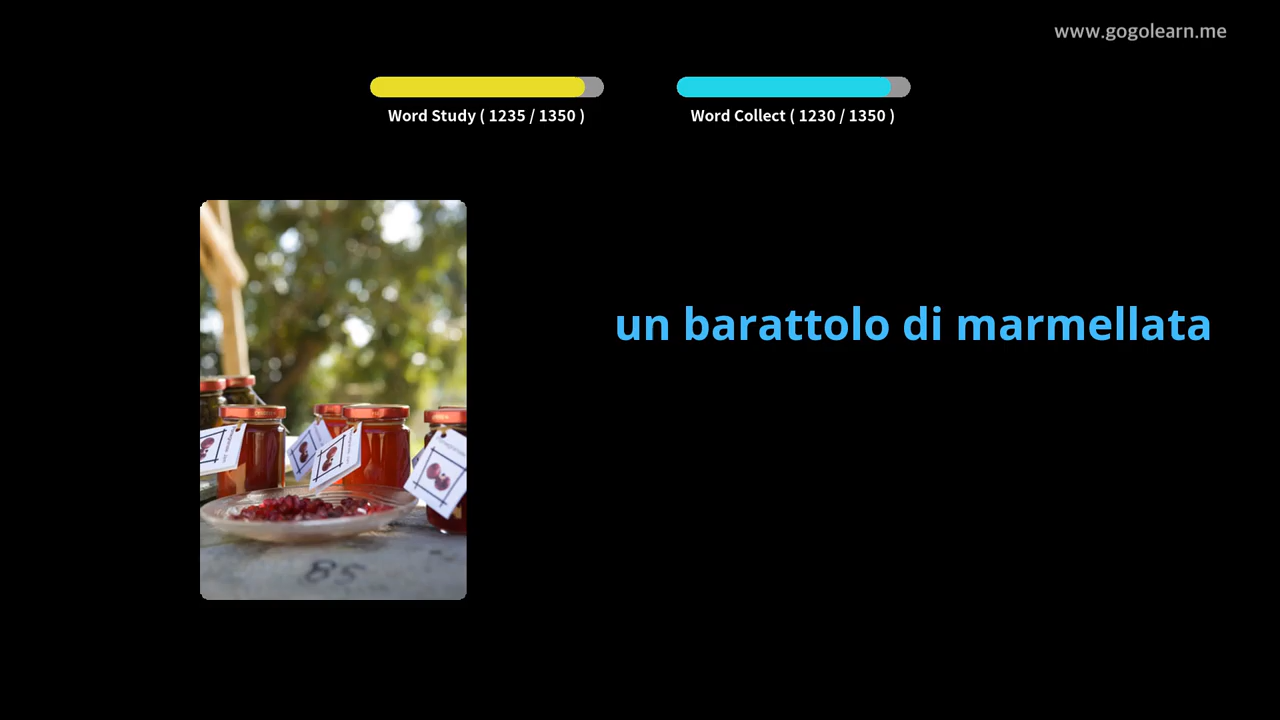 www.gogolearn.me
Word Study ( 1235 / 1350 )
Word Collect ( 1230 / 1350 )
un barattolo di marmellata
85